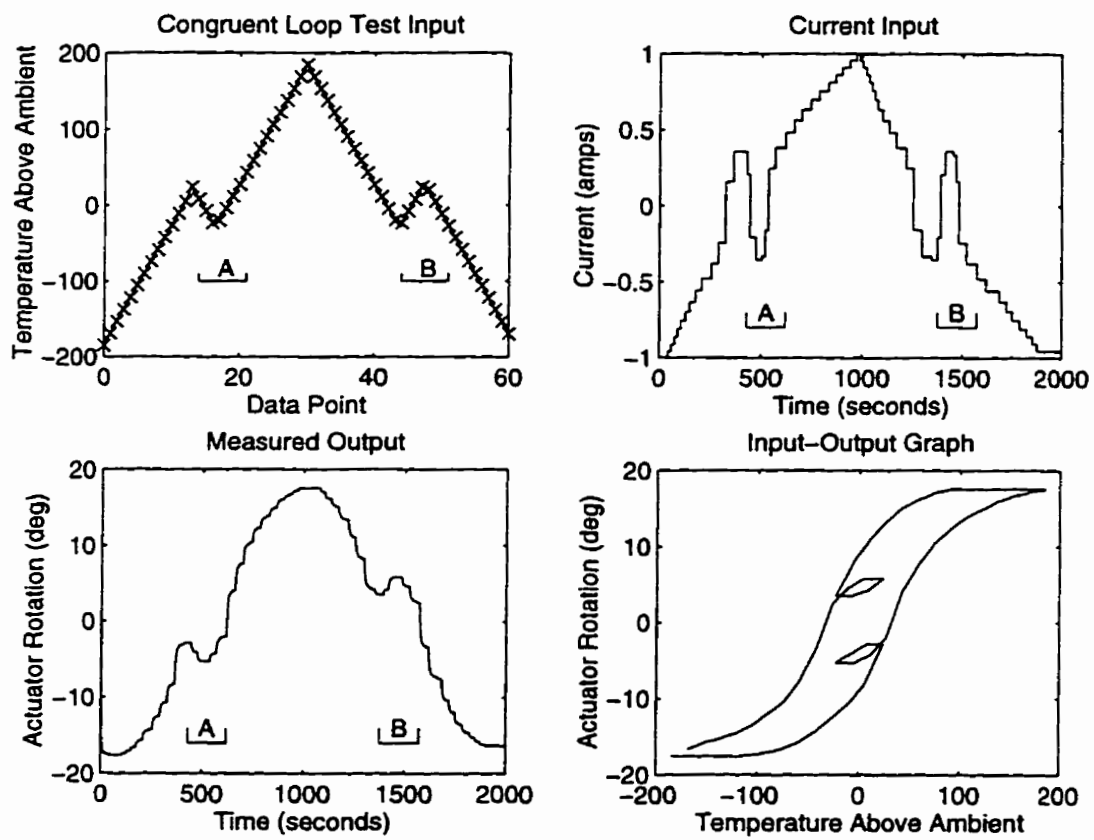 Congruent Loop Test Input
Temperature Above Ambient
200
100
0
−100
−200
A
B
0
20
40
60
Data Point
Current Input
Current (amps)
1
0.5
0
−0.5
−1
A
B
0
500
1000
1500
2000
Time (seconds)
Measured Output
Actuator Rotation (deg)
20
10
0
−10
−20
A
B
0
500
1000
1500
2000
Time (seconds)
Input−Output Graph
Actuator Rotation (deg)
20
10
0
−10
−20
−200
−100
0
100
200
Temperature Above Ambient